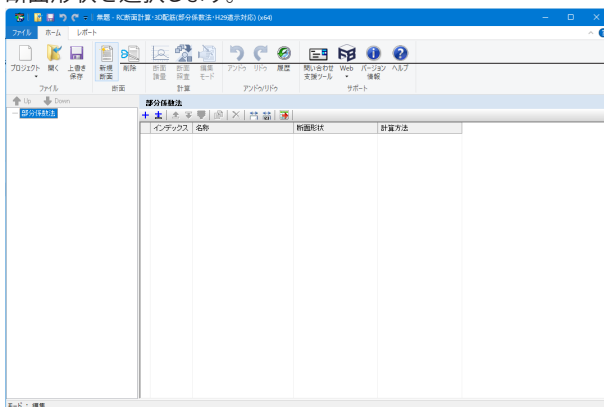 断面形状を選択します。
無題 - RC断面計算・3D配筋(部分係数法・H29道示対応) (x64)
ファイル ホーム レポート
プロジェクト 開く 上書き保存 新規断面 削除 断面諸量 断面照査 編集モード アンドゥ リドゥ 履歴 問い合わせ支援ツール Web バージョン情報 ヘルプ
ファイル 断面 計算 アンドゥ/リドゥ サポート
Up Down 部分係数法
部分係数法
インデックス 名称 断面形状 計算方法
モード : 編集